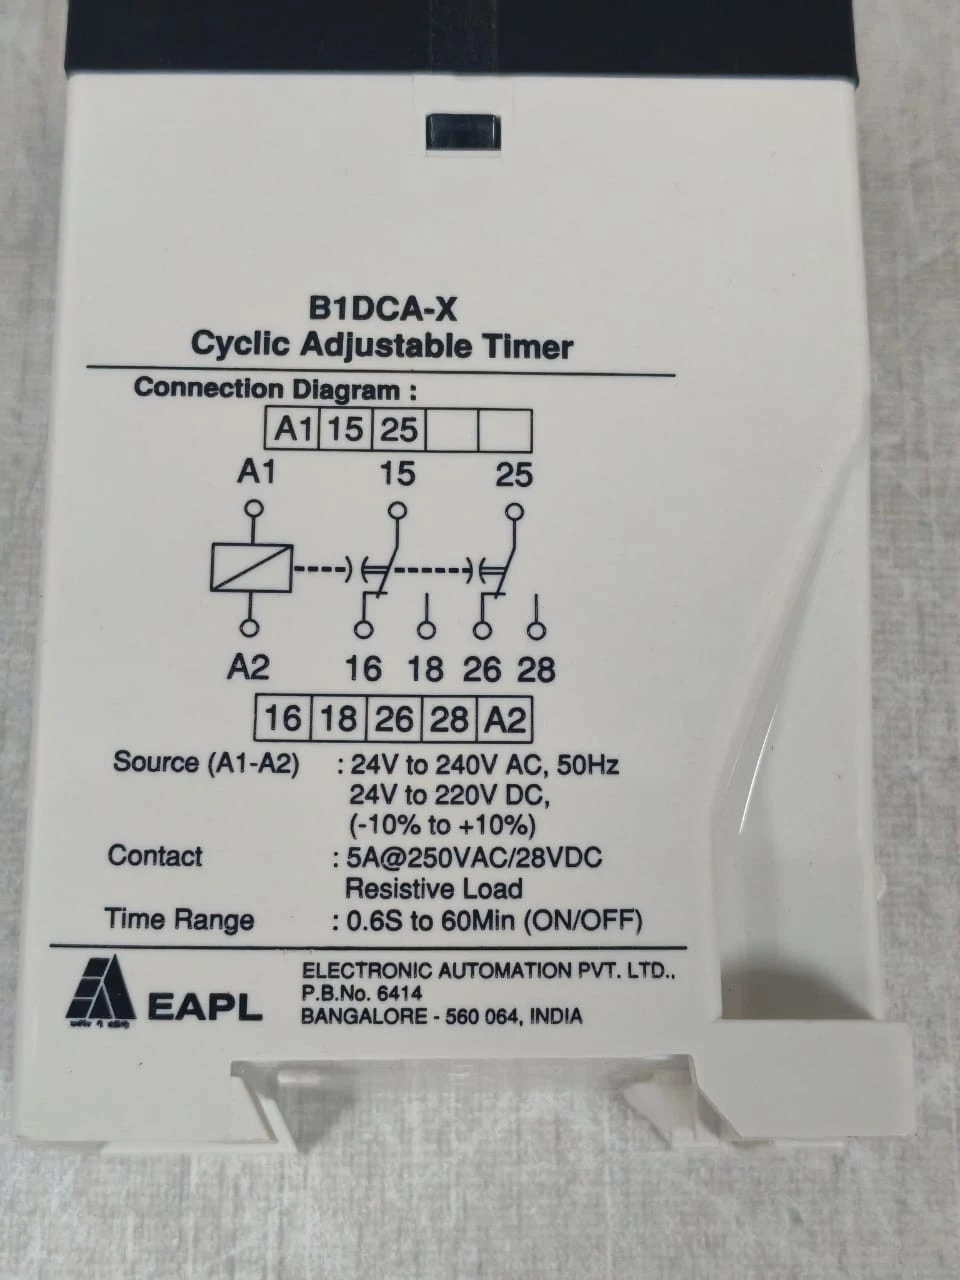 B1DCA-X
Cyclic Adjustable Timer
Connection Diagram :
A1 15 25
A1 15 25
A2 16 18 26 28
16 18 26 28 A2
Source (A1-A2) : 24V to 240V AC, 50Hz
24V to 220V DC,
(-10% to +10%)
Contact : 5A@250VAC/28VDC
Resistive Load
Time Range : 0.6S to 60Min (ON/OFF)
EAPL
ELECTRONIC AUTOMATION PVT. LTD..
P.B.No. 6414
BANGALORE - 560 064, INDIA